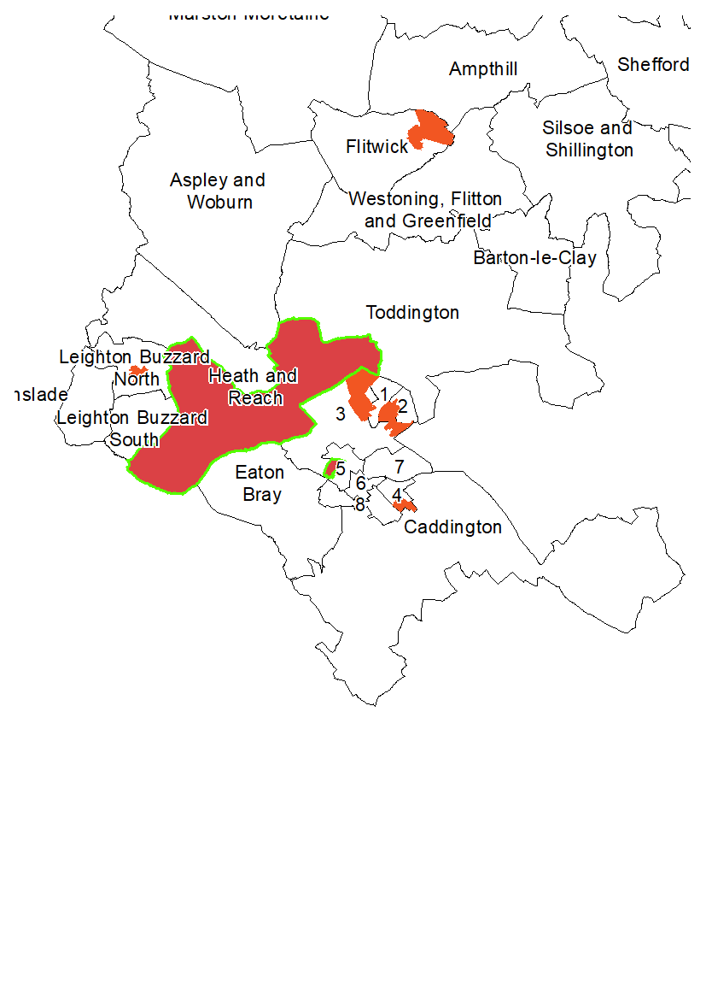 Ampthill
Shefford
Flitwick
Silsoe and
Shillington
Aspley and
Woburn
Westoning, Flitton
and Greenfield
Barton-le-Clay
Toddington
Leighton Buzzard
North
Heath and
Reach
1
2
3
nslade
Leighton Buzzard
South
Eaton
Bray
5
7
6
4
8
Caddington